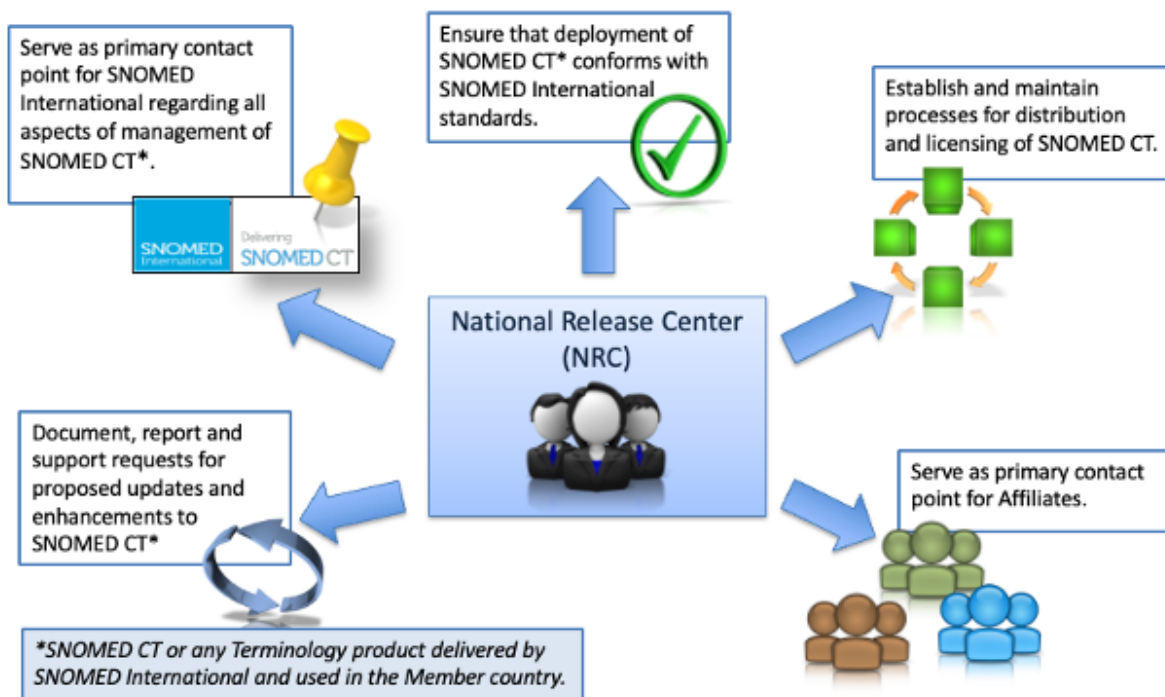 Serve as primary contact
point for SNOMED
International regarding all
aspects of management of
SNOMED CT*.
SNOMED
International
Delivering
SNOMED CT
Ensure that deployment of
SNOMED CT* conforms with
SNOMED International
standards.
Establish and maintain
processes for distribution
and licensing of SNOMED CT.
National Release Center
(NRC)
Document, report and
support requests for
proposed updates and
enhancements to
SNOMED CT*
Serve as primary contact
point for Affiliates.
*SNOMED CT or any Terminology product delivered by
SNOMED International and used in the Member country.